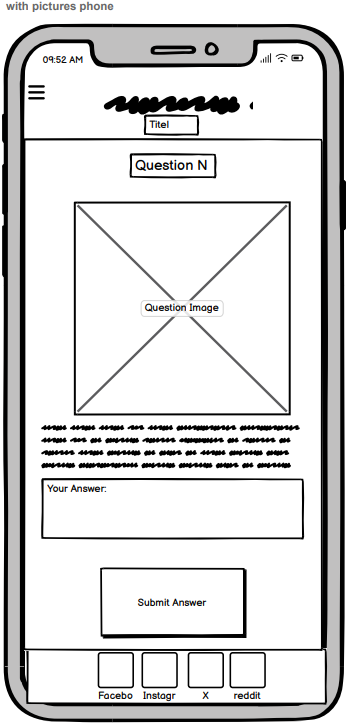 with pictures phone
09:52 AM
Titel
Question N
Question Image
Your Answer:
Submit Answer
Facebo Instagr X reddit